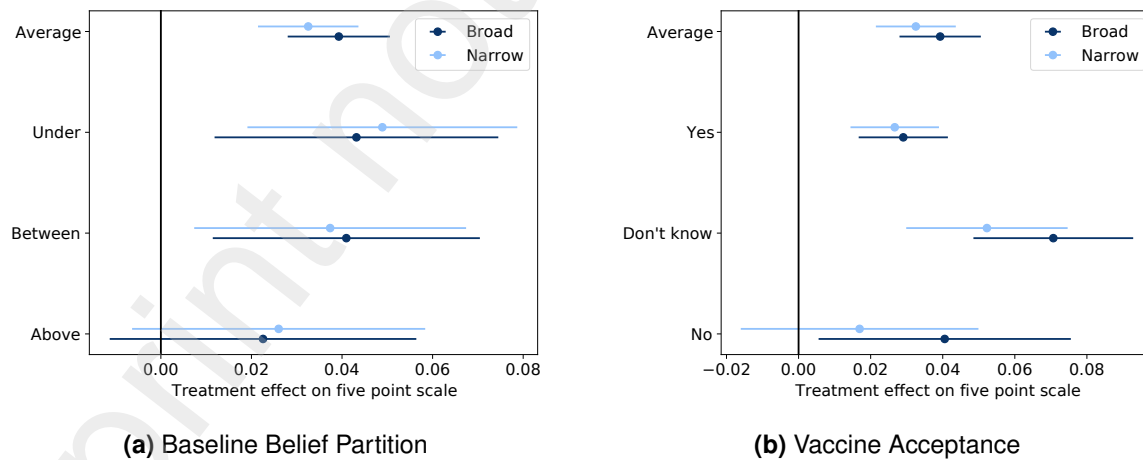 Average
Under
Between
Above
Broad
Narrow
0.00 0.02 0.04 0.06 0.08
Treatment effect on five point scale
(a) Baseline Belief Partition
Average
Yes
Don't know
No
Broad
Narrow
−0.02 0.00 0.02 0.04 0.06 0.08
Treatment effect on five point scale
(b) Vaccine Acceptance
print no